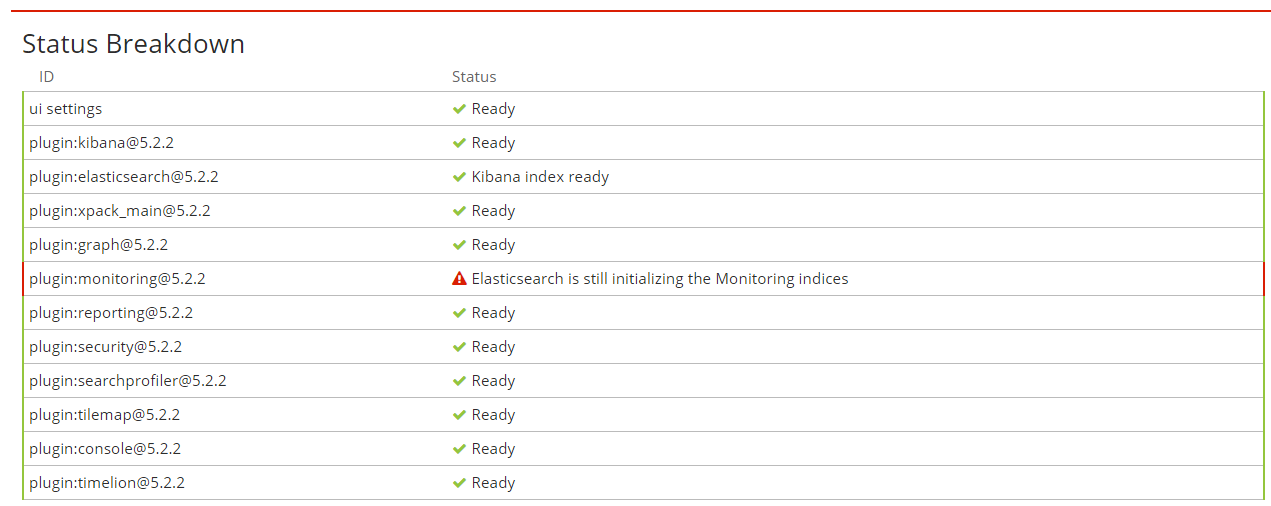 Status Breakdown
ID Status
ui settings Ready
plugin:kibana@5.2.2 Ready
plugin:elasticsearch@5.2.2 Kibana index ready
plugin:xpack_main@5.2.2 Ready
plugin:graph@5.2.2 Ready
plugin:monitoring@5.2.2 Elasticsearch is still initializing the Monitoring indices
plugin:reporting@5.2.2 Ready
plugin:security@5.2.2 Ready
plugin:searchprofiler@5.2.2 Ready
plugin:tilemap@5.2.2 Ready
plugin:console@5.2.2 Ready
plugin:timelion@5.2.2 Ready